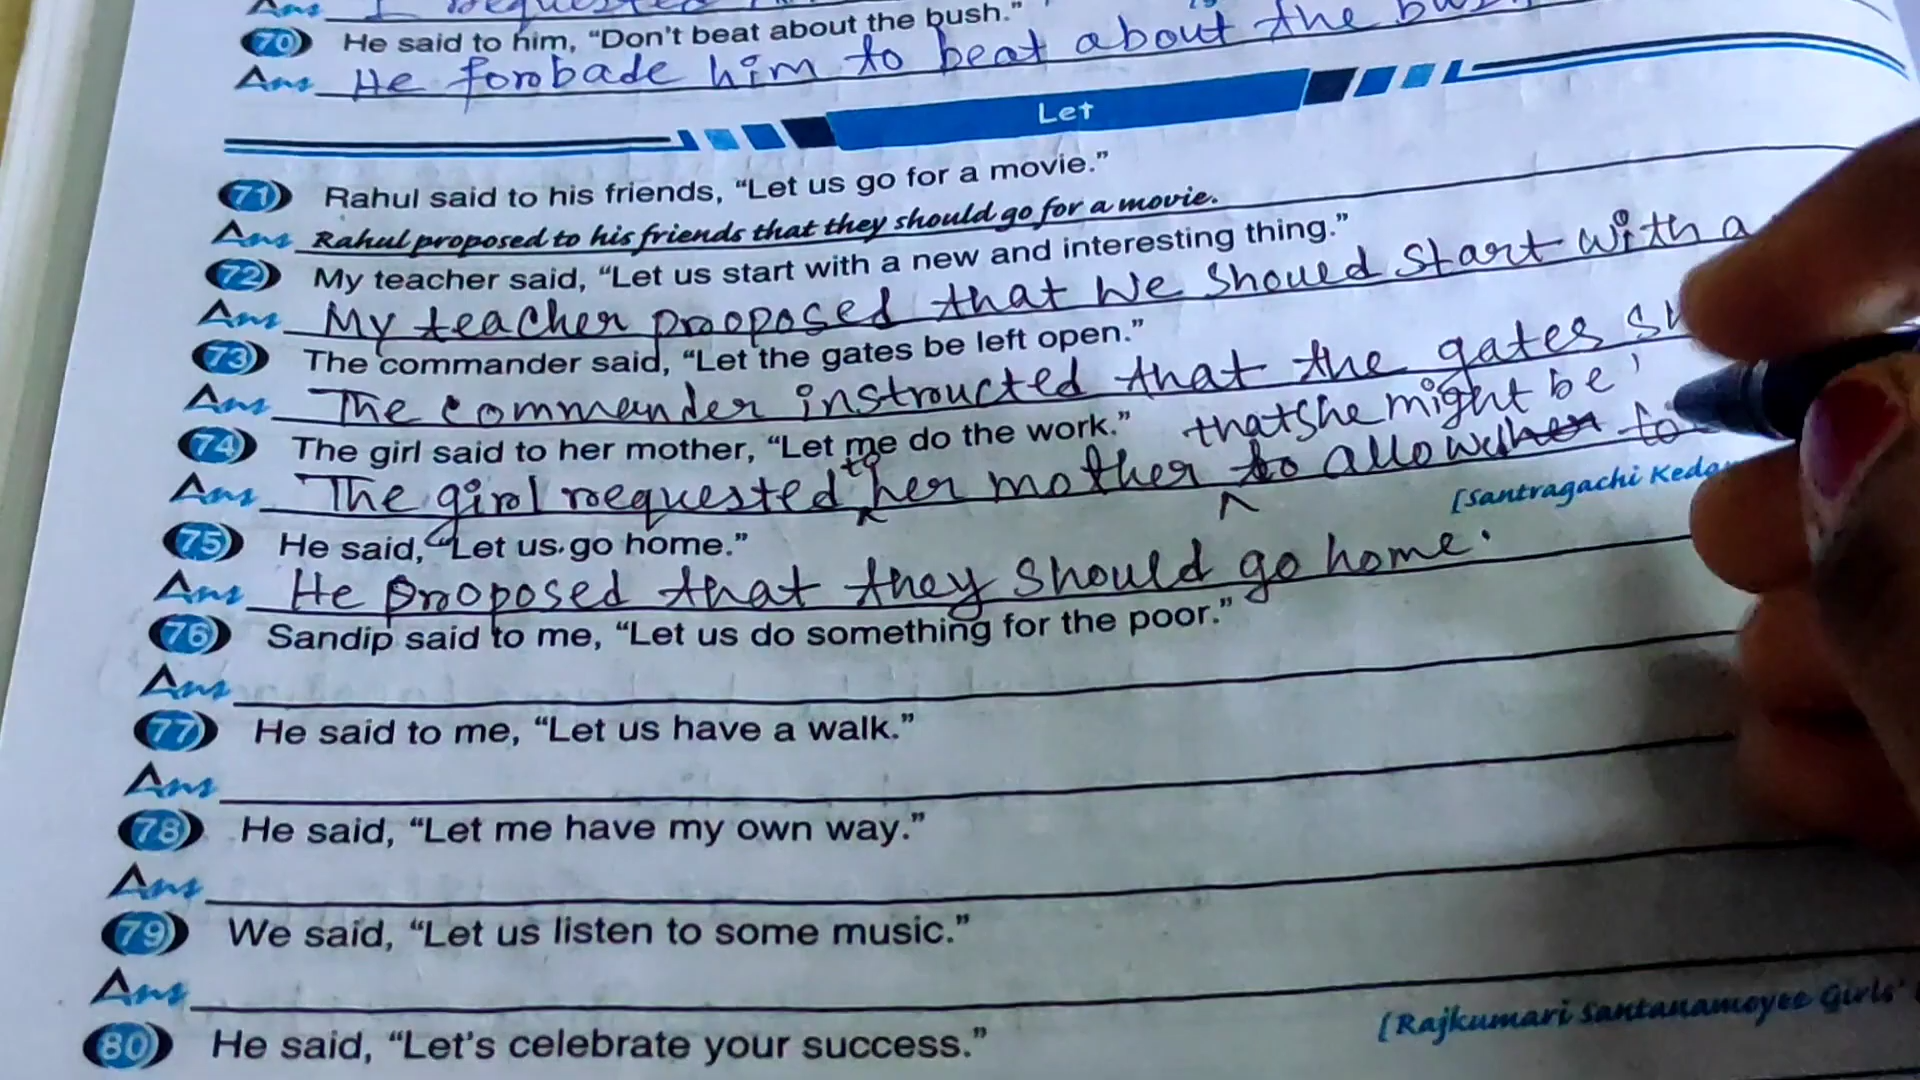 Ans I requested
70 He said to him, “Don't beat about the bush.”
Ans He forbade him to beat about the
Let
71 Rahul said to his friends, “Let us go for a movie.”
Ans Rahul proposed to his friends that they should go for a movie.
72 My teacher said, “Let us start with a new and interesting thing.”
Ans My teacher proposed that we should start with a
73 The commander said, “Let the gates be left open.”
Ans The commander instructed that the gates
74 The girl said to her mother, “Let me do the work.”
that she might be
to
Ans The girl requested her mother to allow her to
[Santragachi
75 He said, “Let us go home.”
Ans He proposed that they should go home.
76 Sandip said to me, “Let us do something for the poor.”
Ans
77 He said to me, “Let us have a walk.”
Ans
78 He said, “Let me have my own way.”
Ans
79 We said, “Let us listen to some music.”
Ans
[Rajkumari Santanamoyee Girls'
80 He said, “Let's celebrate your success.”